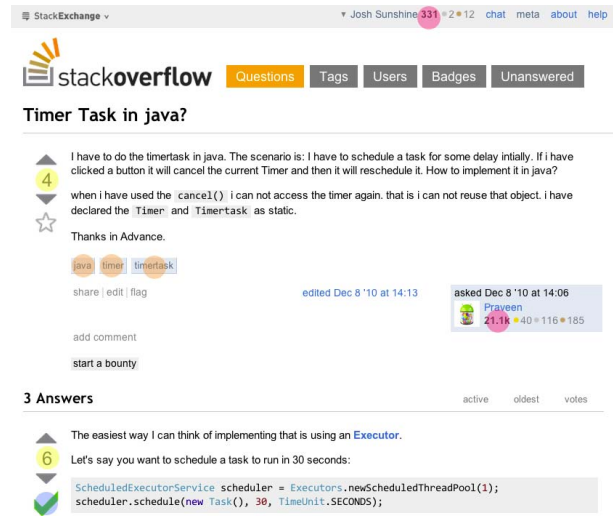 StackExchange
Josh Sunshine 331 2 12 chat meta about help
stackoverflow Questions Tags Users Badges Unanswered
Timer Task in java?
I have to do the timertask in java. The scenario is: I have to schedule a task for some delay intially. If i have
clicked a button it will cancel the current Timer and then it will reschedule it. How to implement it in java?
4
when i have used the cancel() i can not access the timer again. that is i can not reuse that object. i have
declared the Timer and Timertask as static.
Thanks in Advance.
java timer timertask
share | edit | flag
edited Dec 8 '10 at 14:13
asked Dec 8 '10 at 14:06
Praveen
21.1k 40 116 185
add comment
start a bounty
3 Answers active oldest votes
The easiest way I can think of implementing that is using an Executor.
6
Let's say you want to schedule a task to run in 30 seconds:
ScheduledExecutorService scheduler = Executors.newScheduledThreadPool(1);
scheduler.schedule(new Task(), 30, TimeUnit.SECONDS);